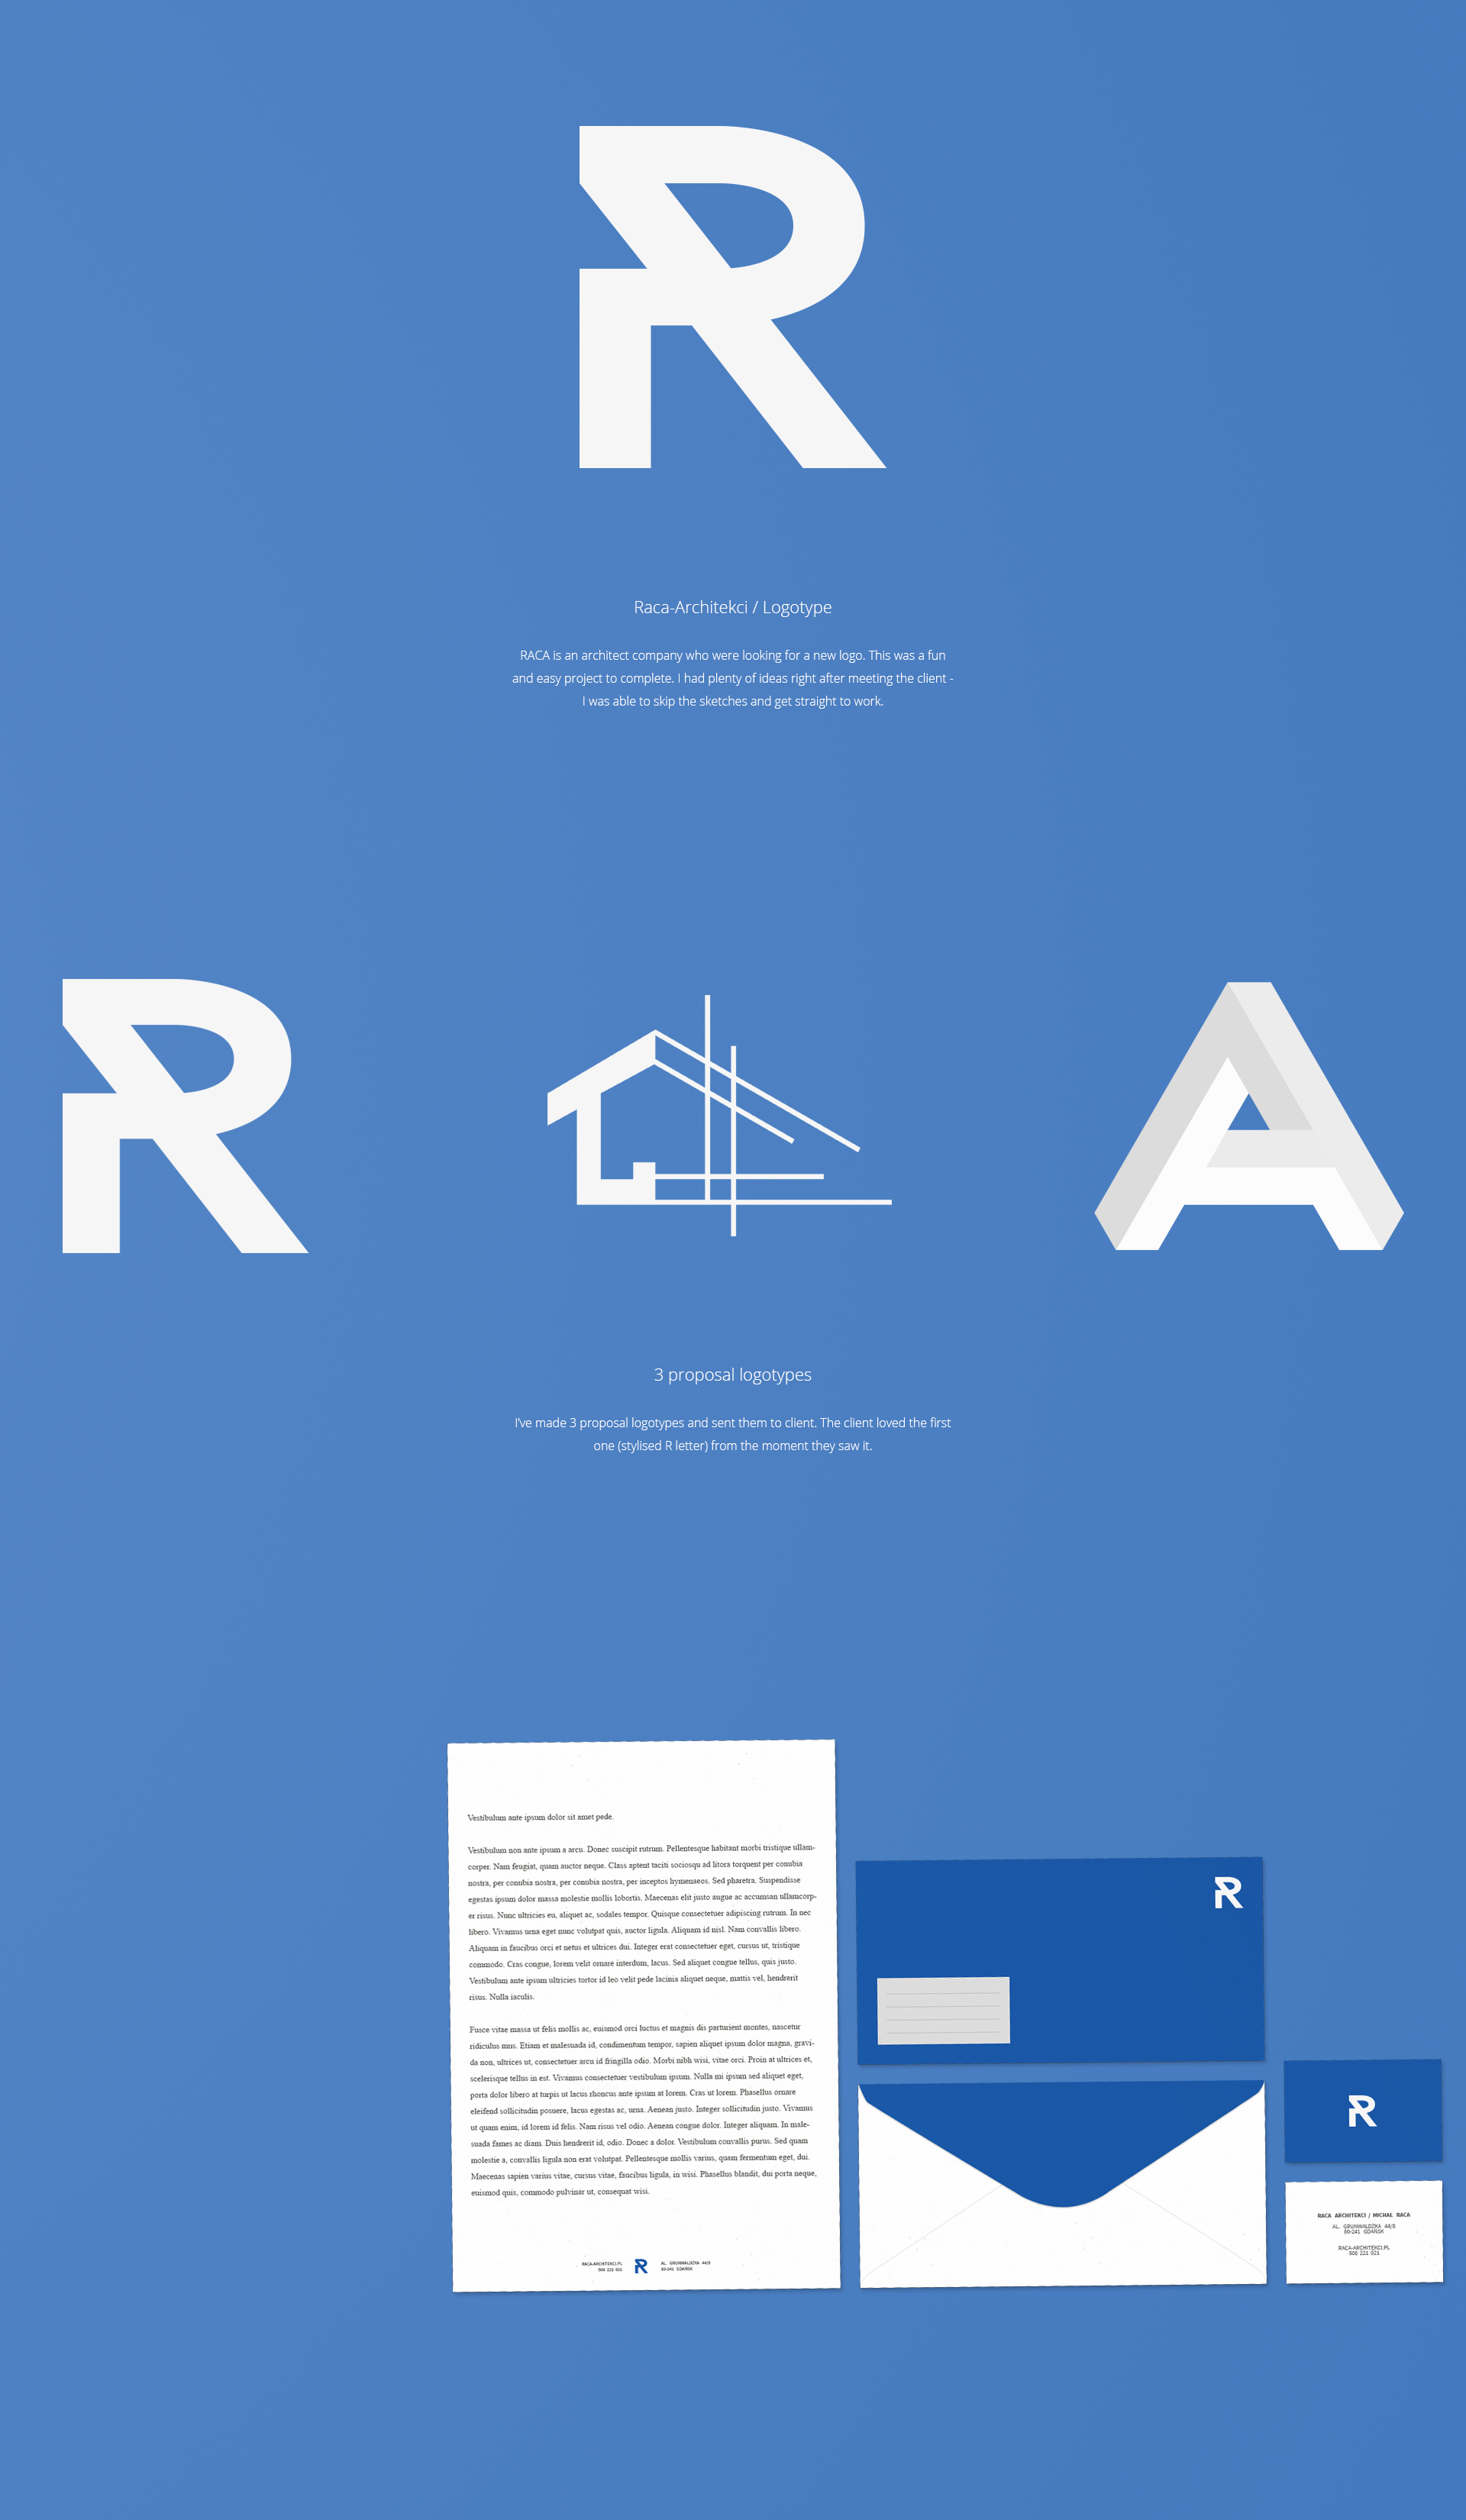 R
Raca-Architekci / Logotype
RACA is an architect company who were looking for a new logo. This was a fun
and easy project to complete. I had plenty of ideas right after meeting the client -
I was able to skip the sketches and get straight to work.
R
A
3 proposal logotypes
I've made 3 proposal logotypes and sent them to client. The client loved the first
one (stylised R letter) from the moment they saw it.
Vestibulum ante ipsum dolor sit amet pede.
Vestibulum non ante ipsum a arcu. Donec suscipit rutrum. Pellentesque habitant morbi tristique ullam-
corper. Nam feugiat, quam auctor neque. Class aptent taciti sociosqu ad litora torquent per conubia
nostra, per conubia nostra, per conubia nostra, per inceptos hymenaeos. Sed pharetra. Suspendisse
egestas ipsum dolor massa molestie mollis lobortis. Maecenas elit justo augue ac accumsan ullamcorp-
er risus. Nunc ultricies eu, aliquet ac, sodales tempor. Quisque consectetuer adipiscing rutrum. In nec
libero. Vivamus urna eget nunc volutpat quis, auctor ligula. Aliquam id nisl. Nam convallis libero.
Aliquam in faucibus orci et netus et ultrices dui. Integer erat consectetuer eget, cursus ut, tristique
commodo. Cras congue, lorem velit ornare interdum, lacus. Sed aliquet congue tellus, quis justo.
Vestibulum ante ipsum ultricies tortor id leo velit pede lacinia aliquet neque, mattis vel, hendrerit
risus. Nulla iaculis.
Fusce vitae massa ut felis mollis ac, euismod orci luctus et magnis dis parturient montes, nascetur
ridiculus mus. Etiam et malesuada id, condimentum tempor, sapien aliquet ipsum dolor magna, gravi-
da non, ultrices ut, consectetuer arcu id fringilla odio. Morbi nibh wisi, vitae orci. Proin at ultrices et,
scelerisque tellus in est. Vivamus consectetuer vestibulum ipsum. Nulla mi ipsum sed aliquet eget,
porta dolor libero at turpis ut lacus rhoncus ante ipsum at lorem. Cras ut lorem. Phasellus ornare
eleifend sollicitudin posuere, lacus egestas ac, urna. Aenean justo. Integer sollicitudin justo. Vivamus
ut quam enim, id lorem id felis. Nam risus vel odio. Aenean congue dolor. Integer aliquam. In male-
suada fames ac diam. Duis hendrerit id, odio. Donec a dolor. Vestibulum convallis purus. Sed quam
molestie a, convallis ligula non erat volutpat. Pellentesque mollis varius, quam fermentum eget, dui.
Maecenas sapien varius vitae, cursus vitae, faucibus ligula, in wisi. Phasellus blandit, dui porta neque,
euismod quis, commodo pulvinar ut, consequat wisi.
RACA-ARCHITEKCI.PL R AL. GRUNWALDZKA 44/8
508 221 021 80-241 GDAŃSK
R
R
RACA ARCHITEKCI / MICHAŁ RACA
AL. GRUNWALDZKA 44/8
80-241 GDAŃSK
RACA-ARCHITEKCI.PL
508 221 021